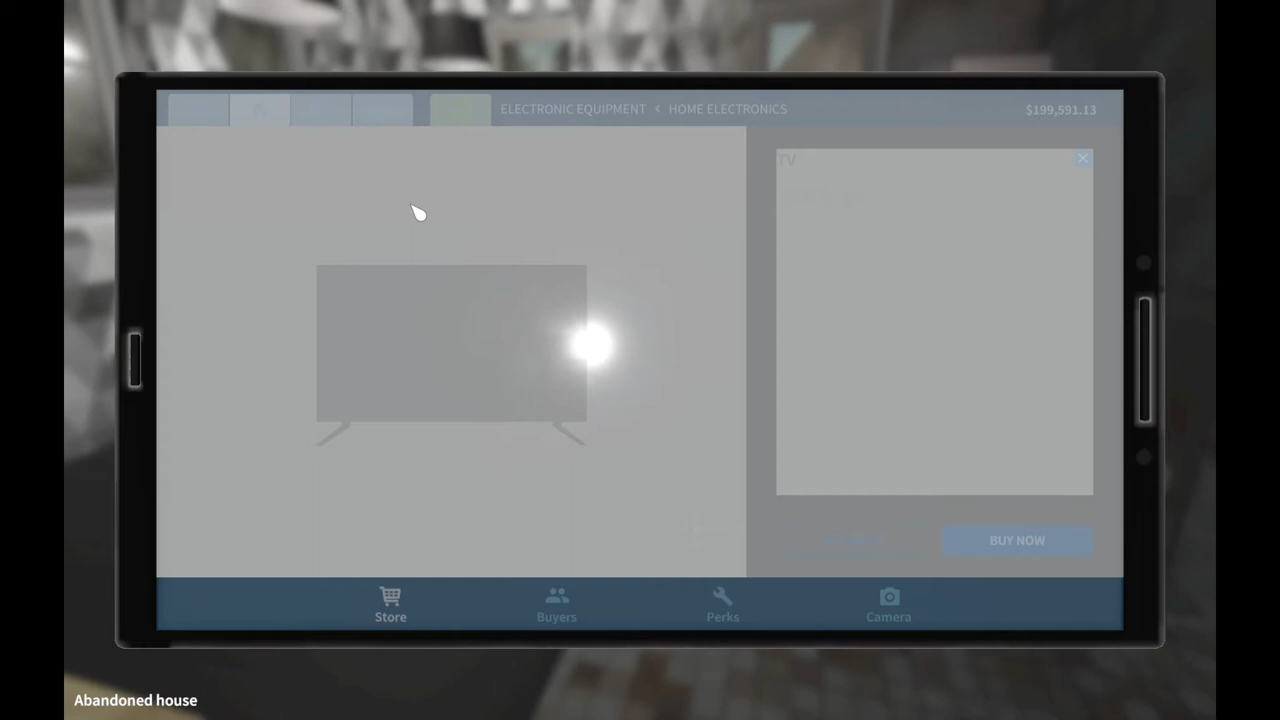 ELECTRONIC EQUIPMENT < HOME ELECTRONICS
$199,591.13
TV
BUY NOW
Store
Buyers
Perks
Camera
Abandoned house